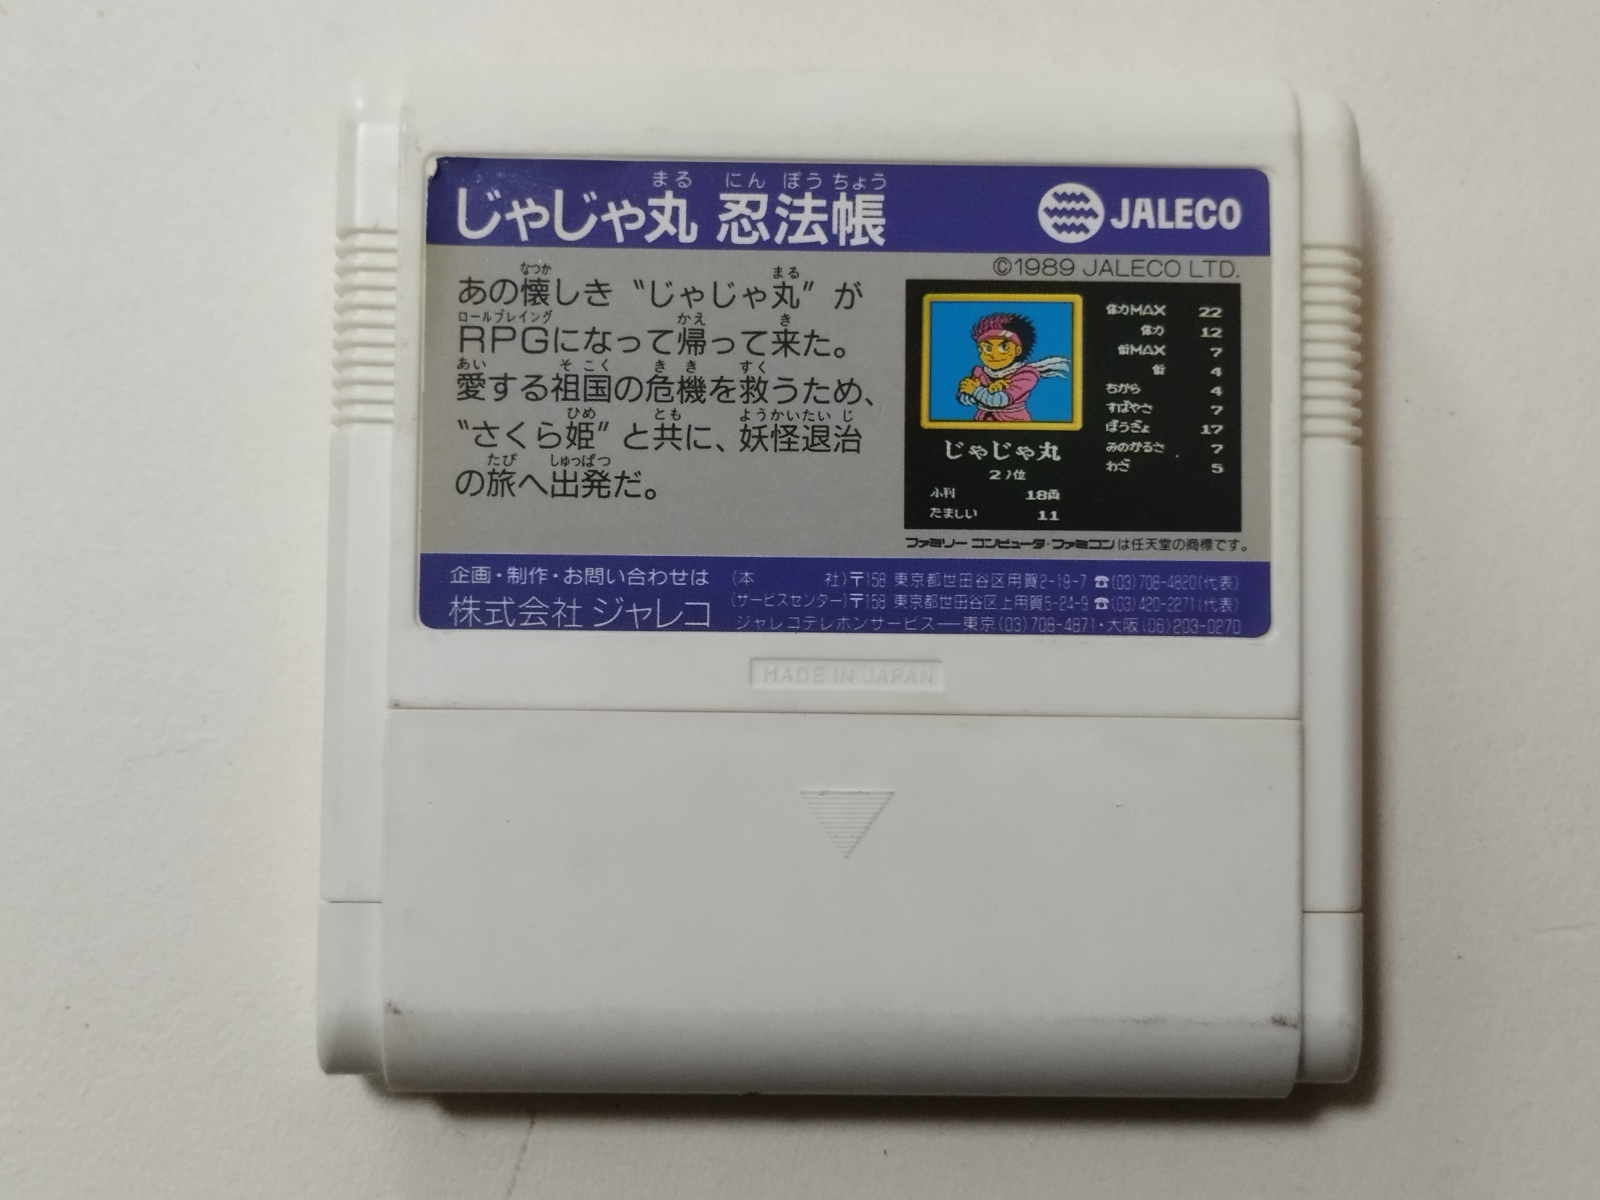 じゃじゃ丸 忍法帳
まる にん ぽう ちょう
JALECO
©1989 JALECO LTD.
あの懐しき“じゃじゃ丸”が
なつか まる
RPGになって帰って来た。
ロールプレイング かえ き
愛する祖国の危機を救うため、
あい そこく きき すく
“さくら姫”と共に、妖怪退治
ひめ とも ようかいたいじ
の旅へ出発だ。
たび しゅっぱつ
体力MAX 22
体力 12
術MAX 7
術 4
ちから 4
すばやさ 7
ぼうぎょ 17
みのかるさ 7
わざ 5
じゃじゃ丸
小判 18両
たましい 11
ファミリーコンピュータ・ファミコンは任天堂の商標です。
企画・制作・お問い合わせは
株式会社 ジャレコ
(本 社)〒158 東京都世田谷区用賀2-19-7 ☎(03)708-4820(代表)
(サービスセンター)〒158 東京都世田谷区上用賀5-24-9 ☎(03)420-2271(代表)
ジャレコテレホンサービス──東京(03)708-4871・大阪(06)203-0270
MADE IN JAPAN